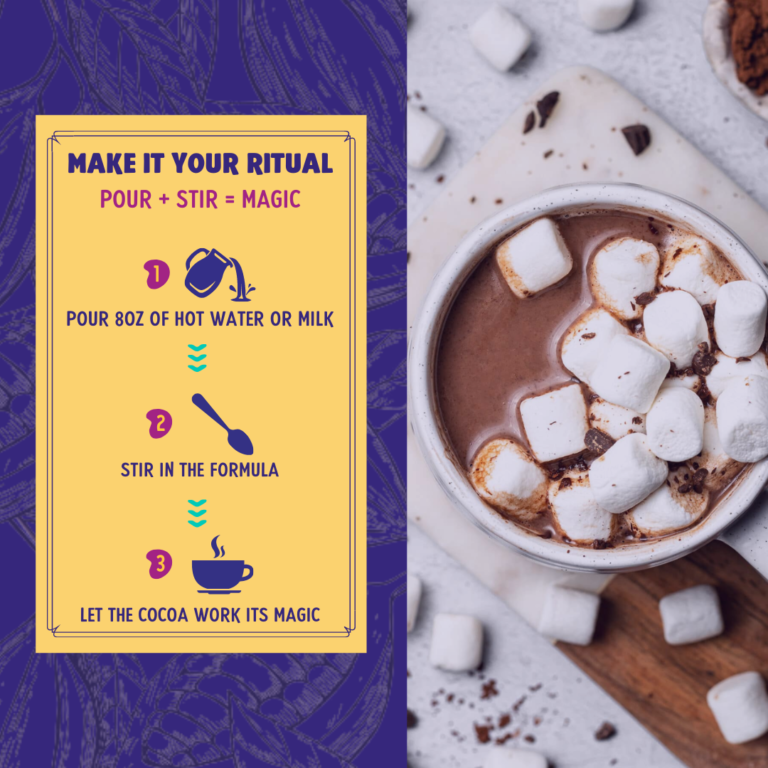 MAKE IT YOUR RITUAL
POUR + STIR = MAGIC
1
POUR 8OZ OF HOT WATER OR MILK
2
STIR IN THE FORMULA
3
LET THE COCOA WORK ITS MAGIC